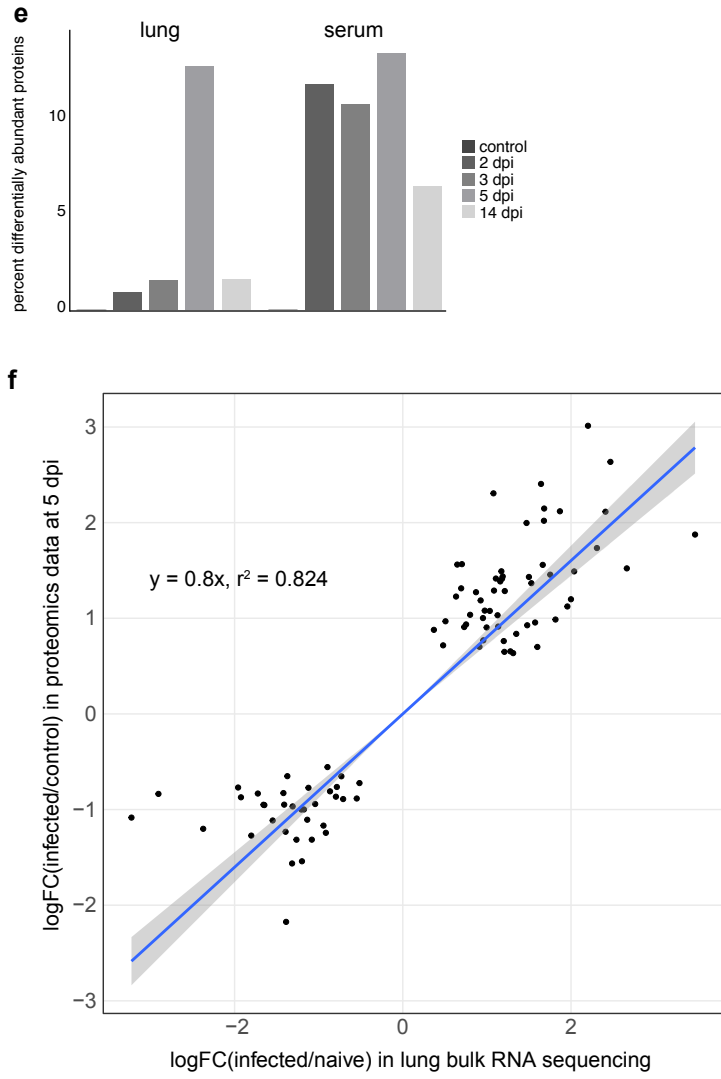 e
lung serum
percent differentially abundant proteins
10
5
0
control
2 dpi
3 dpi
5 dpi
14 dpi
f
logFC(infected/control) in proteomics data at 5 dpi
3
2
1
0
−1
−2
−3
y = 0.8x, r² = 0.824
−2 0 2
logFC(infected/naive) in lung bulk RNA sequencing